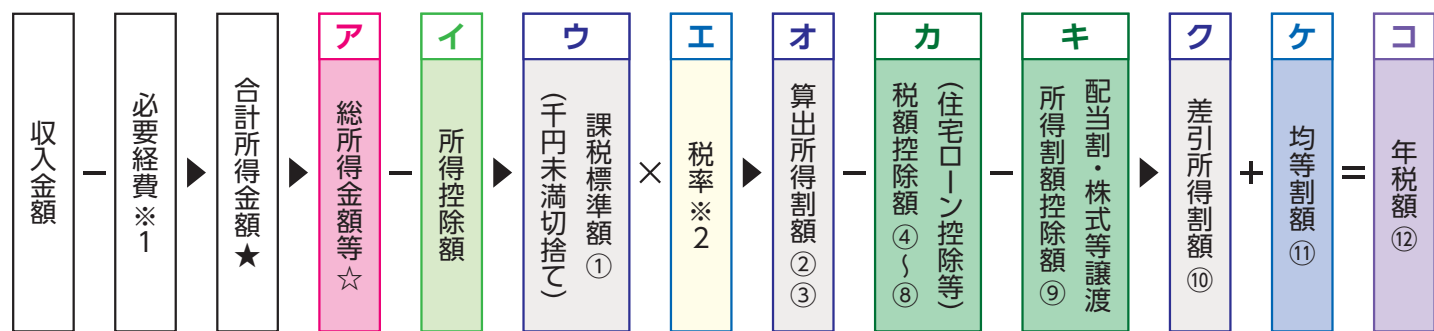 収入金額
−
必要経費※1
▶
合計所得金額★
▶
ア
総所得金額等☆
−
イ
所得控除額
▶
ウ
課税標準額①
(千円未満切捨て)
×
エ
税率※2
▶
オ
算出所得割額②③
−
カ
(住宅ローン控除等)
税額控除額④〜⑧
−
キ
配当割・株式等譲渡
所得割額控除額⑨
▶
ク
差引所得割額⑩
+
ケ
均等割額⑪
=
コ
年税額⑫